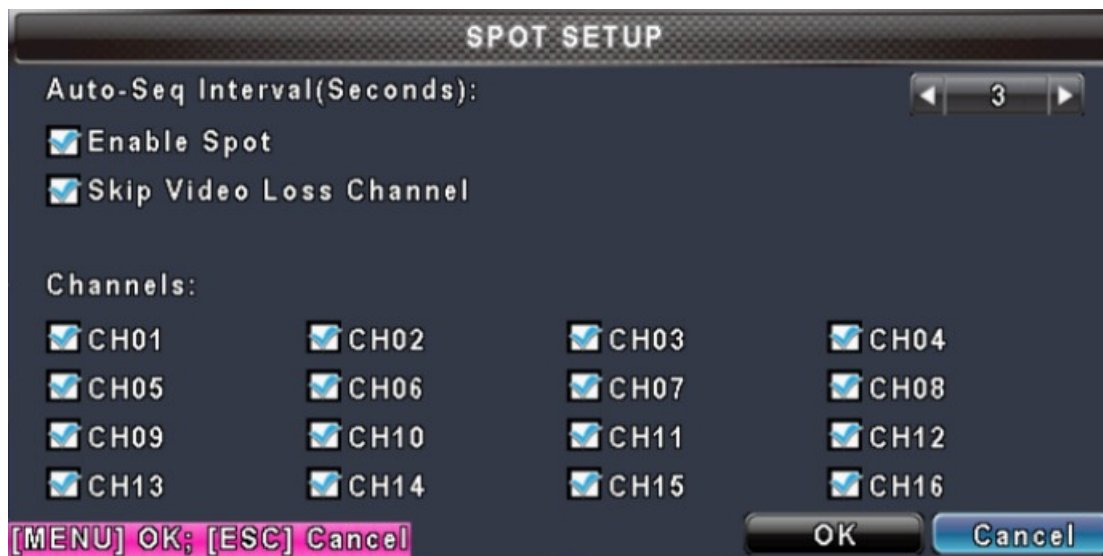 SPOT SETUP
Auto-Seq Interval(Seconds): 3
Enable Spot
Skip Video Loss Channel
Channels:
CH01 CH02 CH03 CH04
CH05 CH06 CH07 CH08
CH09 CH10 CH11 CH12
CH13 CH14 CH15 CH16
[MENU] OK; [ESC] Cancel OK Cancel